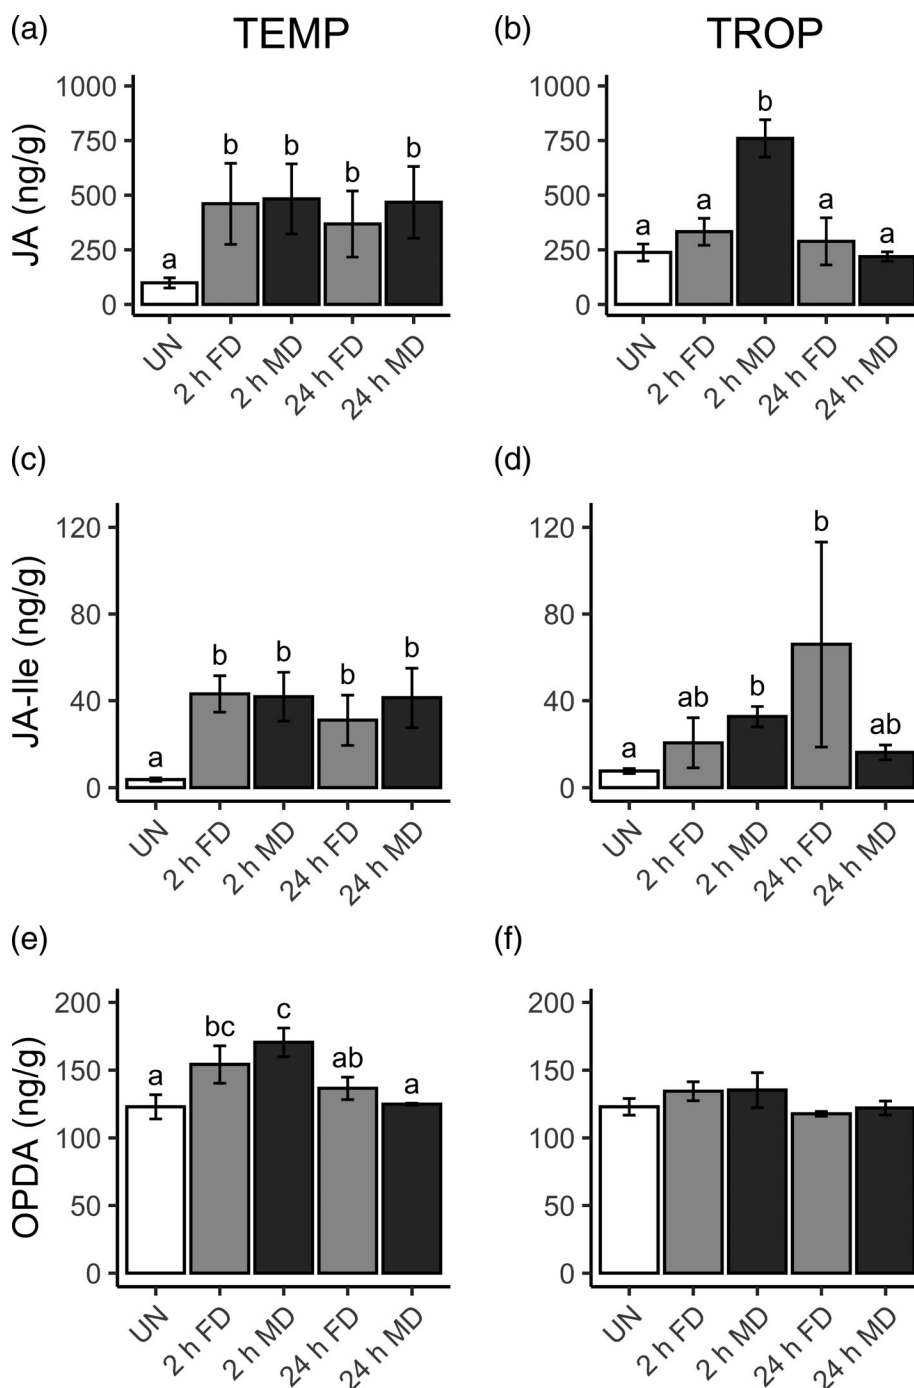 (a) TEMP
JA (ng/g)
1000
750
500
250
0
a b b b b
UN 2 h FD 2 h MD 24 h FD 24 h MD
(b) TROP
1000
750
500
250
0
a a b a a
UN 2 h FD 2 h MD 24 h FD 24 h MD
(c)
JA-Ile (ng/g)
120
80
40
0
a b b b b
UN 2 h FD 2 h MD 24 h FD 24 h MD
(d)
120
80
40
0
a ab b b ab
UN 2 h FD 2 h MD 24 h FD 24 h MD
(e)
OPDA (ng/g)
200
150
100
50
0
a bc c ab a
UN 2 h FD 2 h MD 24 h FD 24 h MD
(f)
200
150
100
50
0
UN 2 h FD 2 h MD 24 h FD 24 h MD